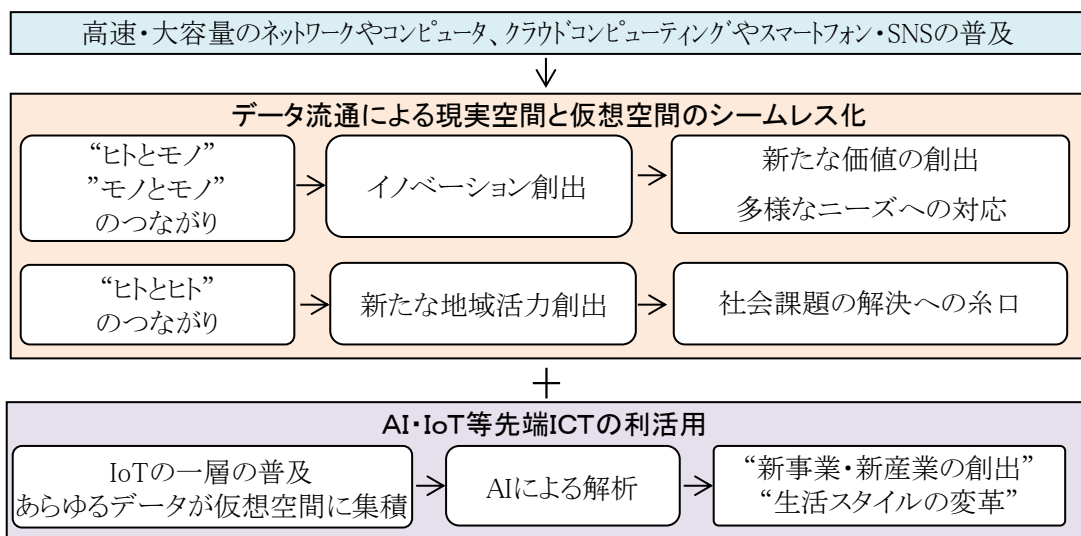 高速・大容量のネットワークやコンピュータ、クラウドコンピューティングやスマートフォン・SNSの普及
データ流通による現実空間と仮想空間のシームレス化
“ヒトとモノ”
”モノとモノ”
のつながり
イノベーション創出
新たな価値の創出
多様なニーズへの対応
“ヒトとヒト”
のつながり
新たな地域活力創出
社会課題の解決への糸口
＋
AI・IoT等先端ICTの利活用
IoTの一層の普及
あらゆるデータが仮想空間に集積
AIによる解析
“新事業・新産業の創出”
“生活スタイルの変革”